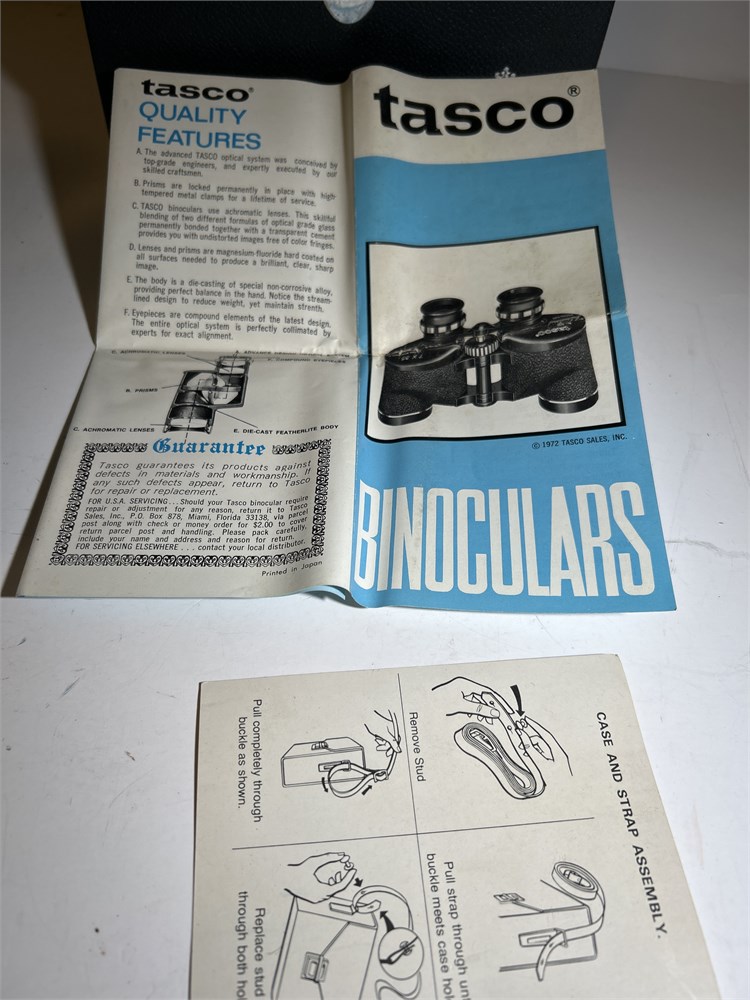 tasco®
QUALITY
FEATURES
A. The advanced TASCO optical system was conceived by
top-grade engineers, and expertly executed by our
skilled craftsmen.
B. Prisms are locked permanently in place with high-
tempered metal clamps for a lifetime of service.
C. TASCO binoculars use achromatic lenses. This skillful
blending of two different formulas of optical grade glass
permanently bonded together with a transparent cement
provides you with undistorted images free of color fringes.
D. Lenses and prisms are magnesium-fluoride hard coated on
all surfaces needed to produce a brilliant, clear, sharp
image.
E. The body is a die-casting of special non-corrosive alloy,
providing perfect balance in the hand. Notice the stream-
lined design to reduce weight, yet maintain strenth.
F. Eyepieces are compound elements of the latest design.
The entire optical system is perfectly collimated by
experts for exact alignment.
C. ACHROMATIC LENSES
B. PRISMS
C. ACHROMATIC LENSES
E. DIE-CAST FEATHERLITE BODY
Guarantee
Tasco guarantees its products against
defects in materials and workmanship. If
any such defects appear, return to Tasco
for repair or replacement.
FOR U.S.A. SERVICING...Should your Tasco binocular require
repair or adjustment for any reason, return it to Tasco
Sales, Inc., P.O. Box 878, Miami, Florida 33138, via parcel
post along with check or money order for $2.00 to cover
return parcel post and handling. Please pack carefully,
include your name and address and reason for return.
FOR SERVICING ELSEWHERE... contact your local distributor.
Printed in Japan
tasco®
© 1972 TASCO SALES, INC.
BINOCULARS
CASE AND STRAP ASSEMBLY.
Remove Stud
Pull completely through
buckle as shown.
Pull strap through
buckle meets case
Replace stud
through both